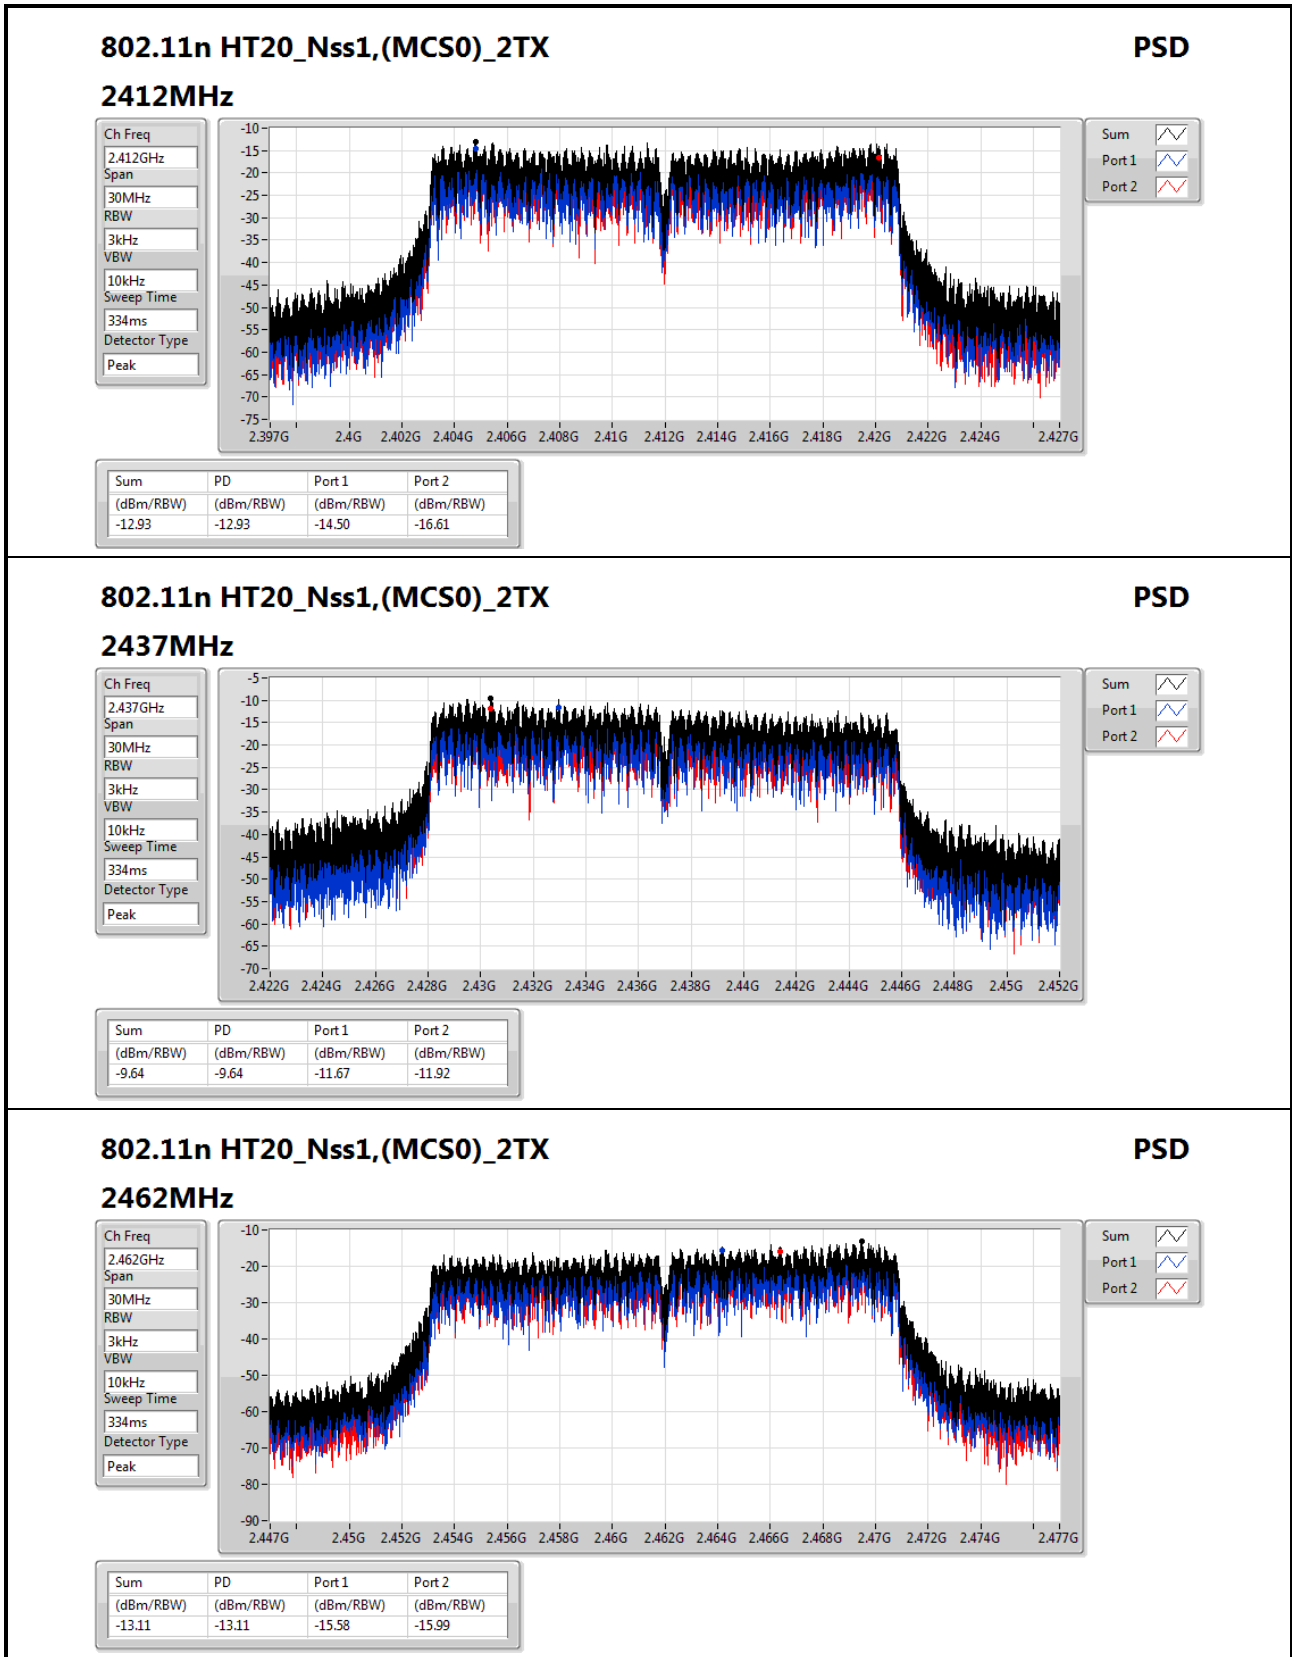 802.11n HT20_Nss1,(MCS0)_2TX PSD
2412MHz
Ch Freq
2.412GHz
Span
30MHz
RBW
3kHz
VBW
10kHz
Sweep Time
334ms
Detector Type
Peak
-10
-15
-20
-25
-30
-35
-40
-45
-50
-55
-60
-65
-70
-75
2.397G 2.4G 2.402G 2.404G 2.406G 2.408G 2.41G 2.412G 2.414G 2.416G 2.418G 2.42G 2.422G 2.424G 2.427G
Sum
Port 1
Port 2
Sum PD Port 1 Port 2
(dBm/RBW) (dBm/RBW) (dBm/RBW) (dBm/RBW)
-12.93 -12.93 -14.50 -16.61
802.11n HT20_Nss1,(MCS0)_2TX PSD
2437MHz
Ch Freq
2.437GHz
Span
30MHz
RBW
3kHz
VBW
10kHz
Sweep Time
334ms
Detector Type
Peak
-5
-10
-15
-20
-25
-30
-35
-40
-45
-50
-55
-60
-65
-70
2.422G 2.424G 2.426G 2.428G 2.43G 2.432G 2.434G 2.436G 2.438G 2.44G 2.442G 2.444G 2.446G 2.448G 2.45G 2.452G
Sum
Port 1
Port 2
Sum PD Port 1 Port 2
(dBm/RBW) (dBm/RBW) (dBm/RBW) (dBm/RBW)
-9.64 -9.64 -11.67 -11.92
802.11n HT20_Nss1,(MCS0)_2TX PSD
2462MHz
Ch Freq
2.462GHz
Span
30MHz
RBW
3kHz
VBW
10kHz
Sweep Time
334ms
Detector Type
Peak
-10
-20
-30
-40
-50
-60
-70
-80
-90
2.447G 2.45G 2.452G 2.454G 2.456G 2.458G 2.46G 2.462G 2.464G 2.466G 2.468G 2.47G 2.472G 2.474G 2.477G
Sum
Port 1
Port 2
Sum PD Port 1 Port 2
(dBm/RBW) (dBm/RBW) (dBm/RBW) (dBm/RBW)
-13.11 -13.11 -15.58 -15.99